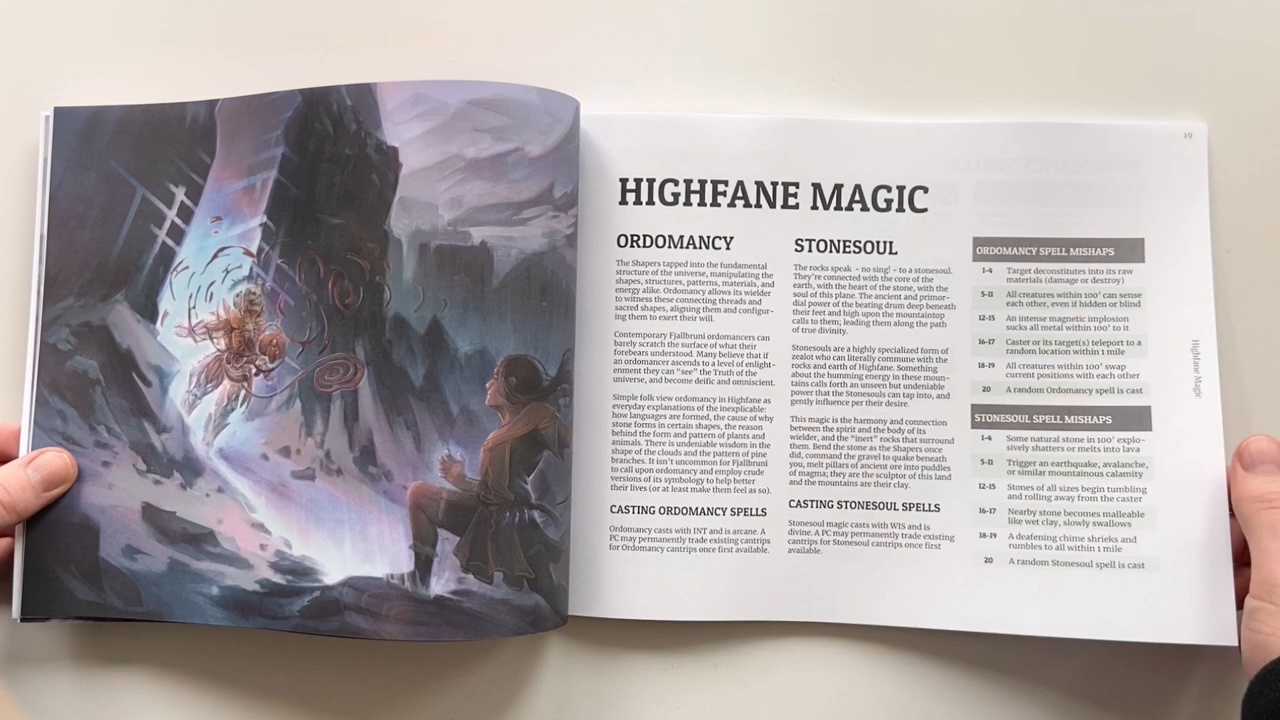 19
HIGHFANE MAGIC
ORDOMANCY
The Shapers tapped into the fundamental
structure of the universe, manipulating the
shapes, structures, patterns, materials, and
energy alike. Ordomancy allows its wielder
to witness these connecting threads and
sacred shapes, aligning them and configur-
ing them to exert their will.
Contemporary Fjallbruni ordomancers can
barely scratch the surface of what their
forebears understood. Many believe that if
an ordomancer ascends to a level of enlight-
enment they can "see" the Truth of the
universe, and become deific and omniscient.
Simple folk view ordomancy in Highfane as
everyday explanations of the inexplicable:
how languages are formed, the cause of why
stone forms in certain shapes, the reason
behind the form and pattern of plants and
animals. There is undeniable wisdom in the
shape of the clouds and the pattern of pine
branches. It isn't uncommon for Fjallbruni
to call upon ordomancy and employ crude
versions of its symbology to help better
their lives (or at least make them feel as so).
CASTING ORDOMANCY SPELLS
Ordomancy casts with INT and is arcane. A
PC may permanently trade existing cantrips
for Ordomancy cantrips once first available.
STONESOUL
The rocks speak - no sing! - to a stonesoul.
They're connected with the core of the
earth, with the heart of the stone, with the
soul of this plane. The ancient and primor-
dial power of the beating drum deep beneath
their feet and high upon the mountaintop
calls to them; leading them along the path
of true divinity.
Stonesouls are a highly specialized form of
zealot who can literally commune with the
rocks and earth of Highfane. Something
about the humming energy in these moun-
tains calls forth an unseen but undeniable
power that the Stonesouls can tap into, and
gently influence per their desire.
This magic is the harmony and connection
between the spirit and the body of its
wielder, and the "inert" rocks that surround
them. Bend the stone as the Shapers once
did, command the gravel to quake beneath
you, melt pillars of ancient ore into puddles
of magma; they are the sculptor of this land
and the mountains are their clay.
CASTING STONESOUL SPELLS
Stonesoul magic casts with WIS and is
divine. A PC may permanently trade existing
cantrips for Stonesoul cantrips once first
available.
ORDOMANCY SPELL MISHAPS
1-4 Target deconstitutes into its raw
materials (damage or destroy)
5-11 All creatures within 100' can sense
each other, even if hidden or blind
12-15 An intense magnetic implosion
sucks all metal within 100' to it
16-17 Caster or its target(s) teleport to a
random location within 1 mile
18-19 All creatures within 100' swap
current positions with each other
20 A random Ordomancy spell is cast
STONESOUL SPELL MISHAPS
1-4 Some natural stone in 100' explo-
sively shatters or melts into lava
5-11 Trigger an earthquake, avalanche,
or similar mountainous calamity
12-15 Stones of all sizes begin tumbling
and rolling away from the caster
16-17 Nearby stone becomes malleable
like wet clay, slowly swallows
18-19 A deafening chime shrieks and
rumbles to all within 1 mile
20 A random Stonesoul spell is cast
Highfane Magic